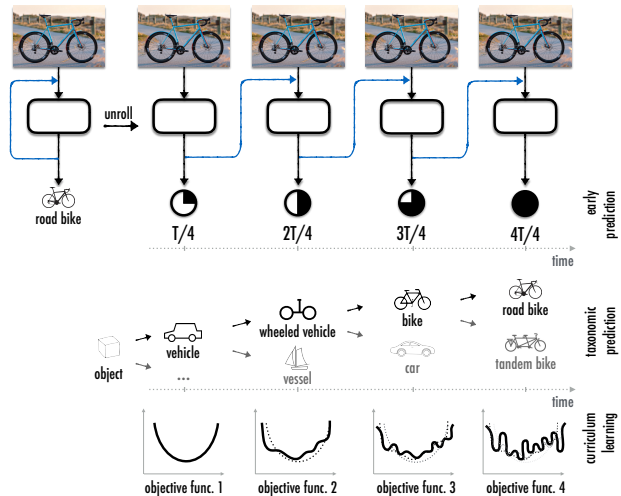 unroll
road bike
T/4
2T/4
3T/4
4T/4
early
prediction
time
object
vehicle
...
wheeled vehicle
vessel
bike
car
road bike
tandem bike
taxonomic
prediction
time
objective func. 1
objective func. 2
objective func. 3
objective func. 4
curriculum
learning